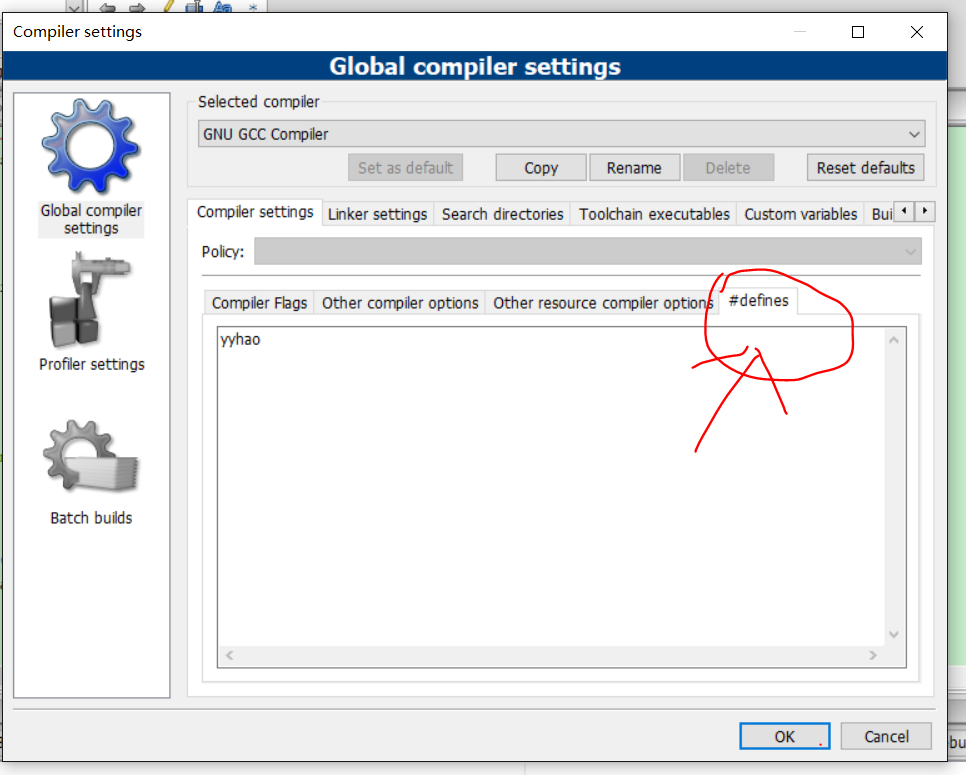 Compiler settings
Global compiler settings
Global compiler
settings
Profiler settings
Batch builds
Selected compiler
GNU GCC Compiler
Set as default Copy Rename Delete Reset defaults
Compiler settings Linker settings Search directories Toolchain executables Custom variables Bui
Policy:
Compiler Flags Other compiler options Other resource compiler options #defines
yyhao
OK Cancel
ebu